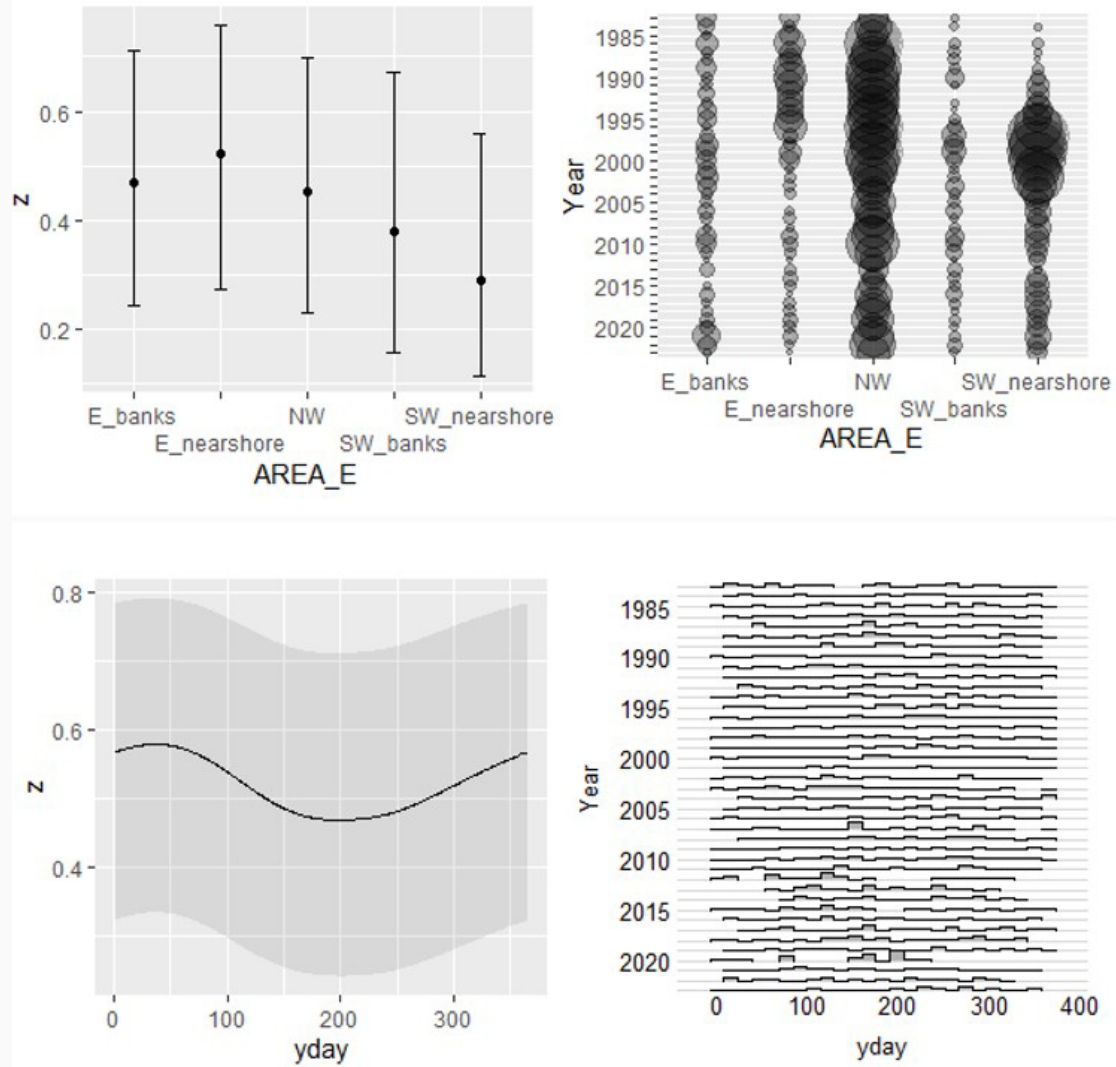 0.6
0.4
0.2
z
E_banks NW SW_nearshore
E_nearshore SW_banks
AREA_E
1985
1990
1995
2000
2005
2010
2015
2020
Year
E_banks NW SW_nearshore
E_nearshore SW_banks
AREA_E
0.8
0.6
0.4
z
0 100 200 300
yday
1985
1990
1995
2000
2005
2010
2015
2020
Year
0 100 200 300 400
yday